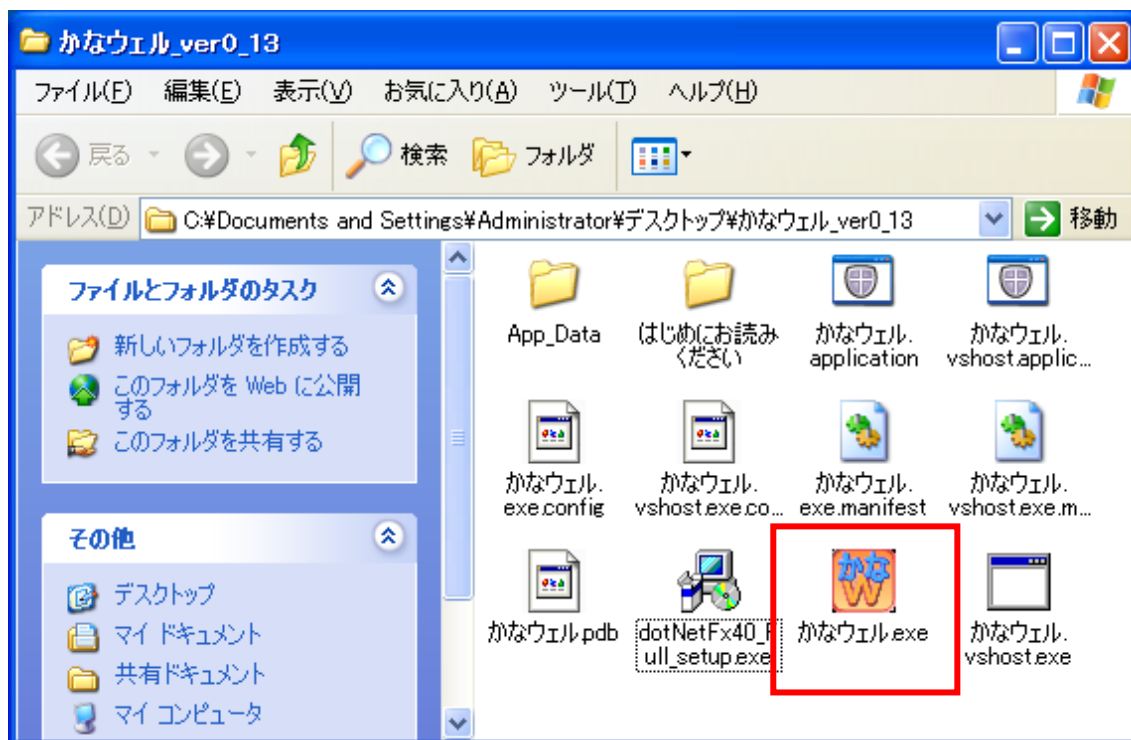 かなウェル_ver0_13
ファイル(F) 編集(E) 表示(V) お気に入り(A) ツール(T) ヘルプ(H)
戻る 検索 フォルダ
アドレス(D) C:¥Documents and Settings¥Administrator¥デスクトップ¥かなウェル_ver0_13 移動
ファイルとフォルダのタスク
新しいフォルダを作成する
このフォルダを Web に公開
する
このフォルダを共有する
その他
デスクトップ
マイ ドキュメント
共有ドキュメント
マイ コンピュータ
App_Data
はじめにお読み
ください
かなウェル.
application
かなウェル.
vshost.applic...
かなウェル.
exe.config
かなウェル.
vshost.exe.co...
かなウェル.
exe.manifest
かなウェル.
vshost.exe.m...
かなウェル.pdb
dotNetFx40_F
ull_setup.exe
かな
W
かなウェル.exe
かなウェル.
vshost.exe